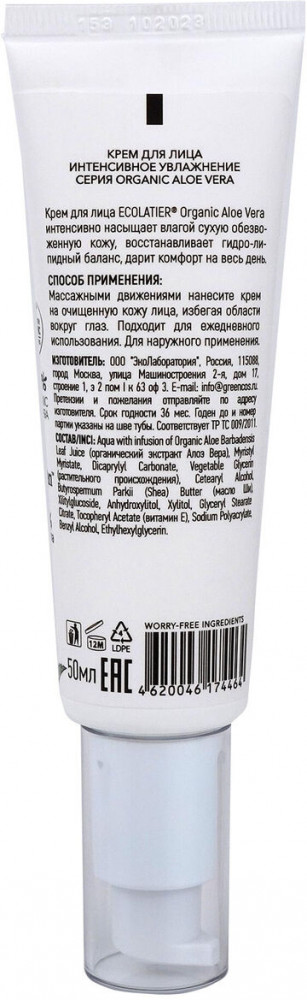 153 102023
КРЕМ ДЛЯ ЛИЦА
ИНТЕНСИВНОЕ УВЛАЖНЕНИЕ
СЕРИЯ ORGANIC ALOE VERA
Крем для лица ECOLATIER® Organic Aloe Vera
интенсивно насыщает влагой сухую обезво-
женную кожу, восстанавливает гидро-ли-
пидный баланс, дарит комфорт на весь день.
СПОСОБ ПРИМЕНЕНИЯ:
Массажными движениями нанесите крем
на очищенную кожу лица, избегая области
вокруг глаз. Подходит для ежедневного
использования. Для наружного применения.
ИЗГОТОВИТЕЛЬ: ООО "ЭкоЛаборатория", Россия, 115088,
город Москва, улица Машиностроения 2-я, дом 17,
строение 1, э 2 пом I к 63 оф 3. E-mail: info@greencos.ru.
Претензии и пожелания отправляйте по адресу
изготовителя. Срок годности 36 мес. Годен до и номер
партии указаны на шве тубы. Соответствует ТР ТС 009/2011.
СОСТАВ/INCI: Aqua with infusion of Organic Aloe Barbadensis
Leaf Juice (органический экстракт Алоэ Вера), Myristyl
Myristate, Dicaprylyl Carbonate, Vegetable Glycerin
(растительного происхождения), Cetearyl Alcohol,
Butyrospermum Parkii (Shea) Butter (масло Ши),
Xylitylglucoside, Anhydroxylitol, Xylitol, Glyceryl Stearate
Citrate, Tocopheryl Acetate (витамин Е), Sodium Polyacrylate,
Benzyl Alcohol, Ethylhexylglycerin.
WORRY-FREE INGREDIENTS
12M
4
LDPE
50мл
EAC
4620046174464